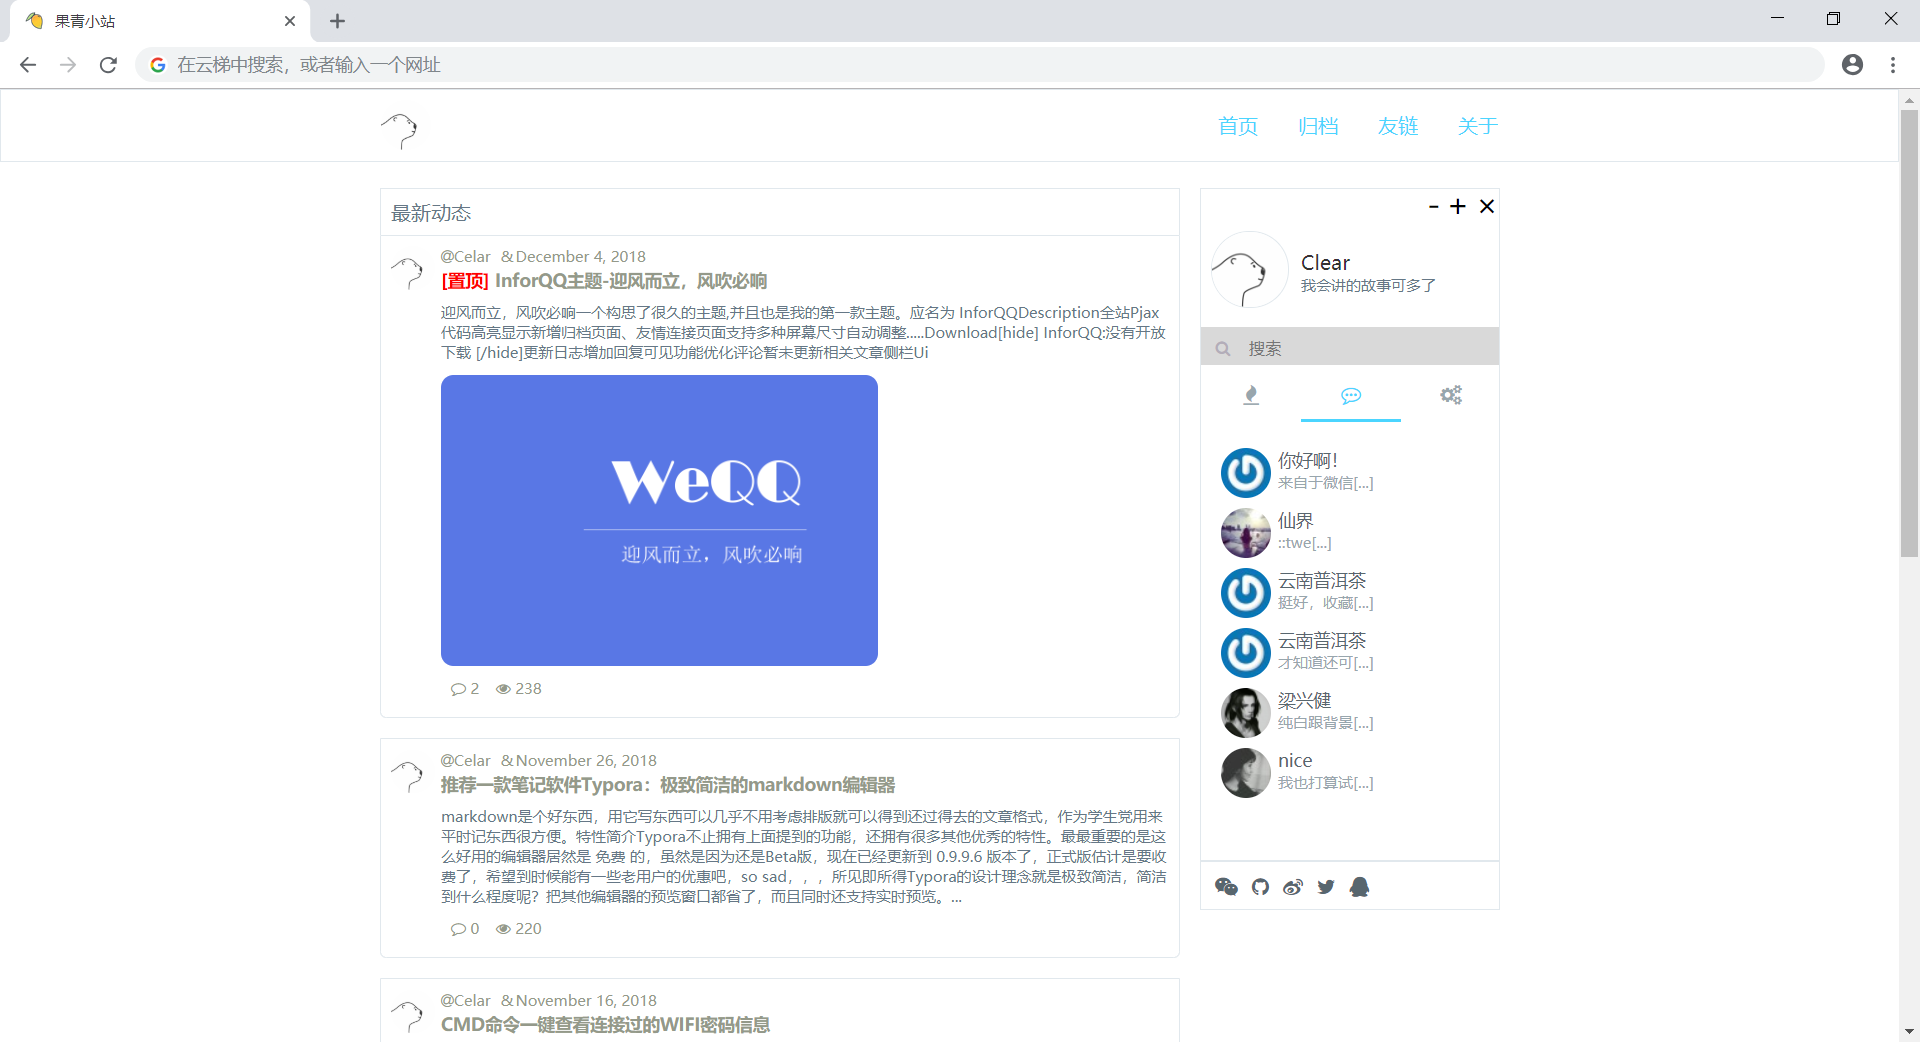 果青小站
在云梯中搜索，或者输入一个网址
首页 归档 友链 关于
最新动态
@Celar & December 4, 2018
[置顶] InforQQ主题-迎风而立，风吹必响
迎风而立，风吹必响一个构思了很久的主题,并且也是我的第一款主题。应名为 InforQQDescription全站Pjax
代码高亮显示新增归档页面、友情连接页面支持多种屏幕尺寸自动调整.....Download[hide] InforQQ:没有开放
下载 [/hide]更新日志增加回复可见功能优化评论暂未更新相关文章侧栏Ui
WeQQ
迎风而立，风吹必响
2 238
@Celar & November 26, 2018
推荐一款笔记软件Typora：极致简洁的markdown编辑器
markdown是个好东西，用它写东西可以几乎不用考虑排版就可以得到还过得去的文章格式，作为学生党用来
平时记东西很方便。特性简介Typora不止拥有上面提到的功能，还拥有很多其他优秀的特性。最最重要的是这
么好用的编辑器居然是 免费 的，虽然是因为还是Beta版，现在已经更新到 0.9.9.6 版本了，正式版估计是要收
费了，希望到时候能有一些老用户的优惠吧，so sad，，，所见即所得Typora的设计理念就是极致简洁，简洁
到什么程度呢？把其他编辑器的预览窗口都省了，而且同时还支持实时预览。...
0 220
@Celar & November 16, 2018
CMD命令一键查看连接过的WIFI密码信息
- + ×
Clear
我会讲的故事可多了
搜索
你好啊！
来自于微信[...]
仙界
::twe[...]
云南普洱茶
挺好，收藏[...]
云南普洱茶
才知道还可[...]
梁兴健
纯白跟背景[...]
nice
我也打算试[...]